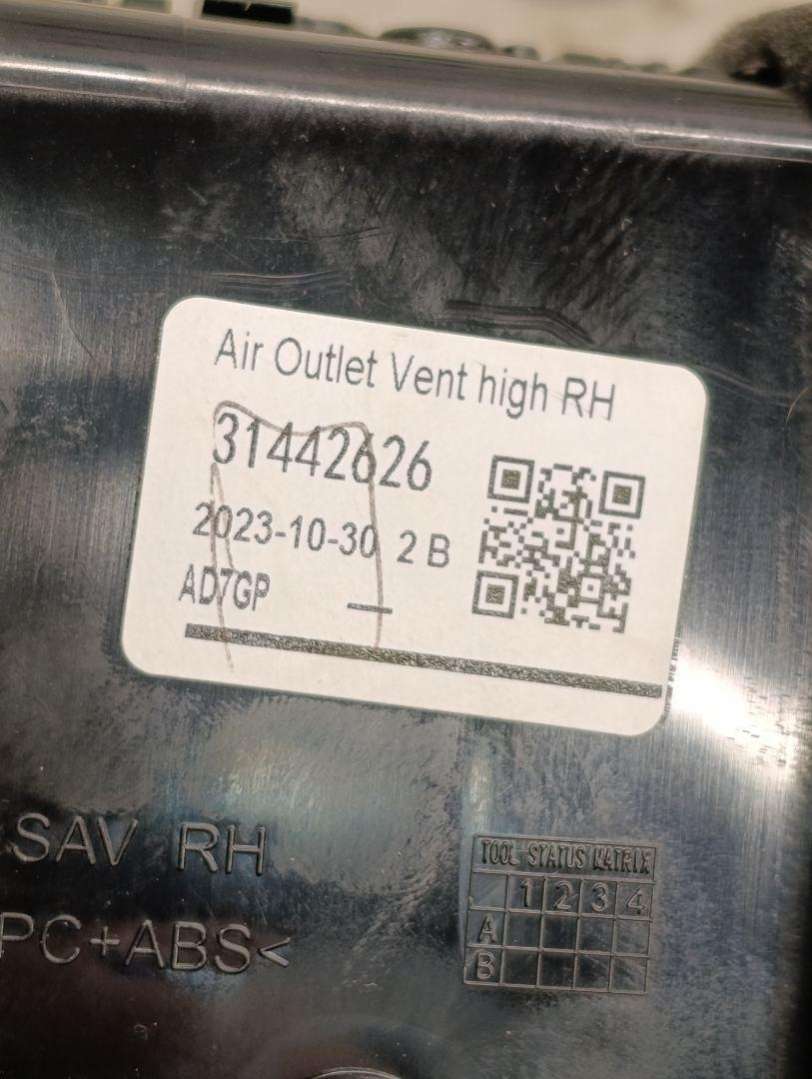 Air Outlet Vent high RH
31442626
2023-10-30 2 B
AD7GP
SAV RH
PC+ABS<
TOOL STATUS MATRIX
1 2 3 4
A
B